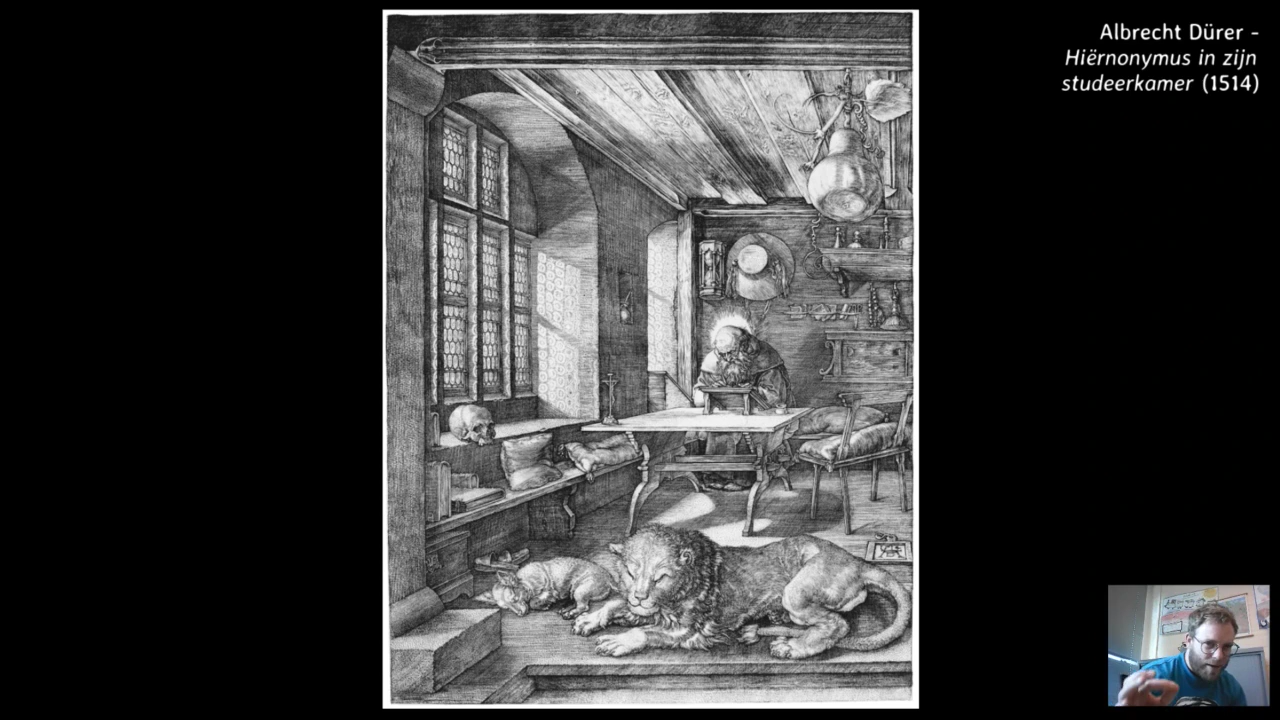 Albrecht Dürer -
Hiërnonymus in zijn
studeerkamer (1514)